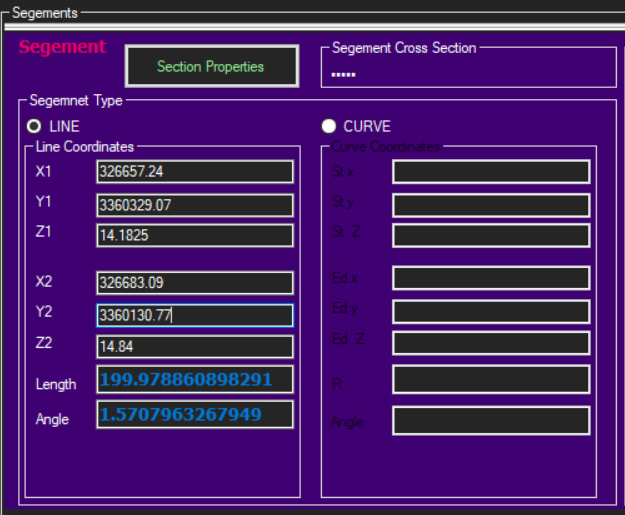 Segements
Segement
Section Properties
Segement Cross Section
.....
Segemnet Type
LINE
CURVE
Line Coordinates
Curve Coordinates
X1 326657.24
St x
Y1 3360329.07
St y
Z1 14.1825
St Z
X2 326683.09
Ed x
Y2 3360130.77
Ed y
Z2 14.84
Ed Z
Length 199.978860898291
R
Angle 1.5707963267949
Angle